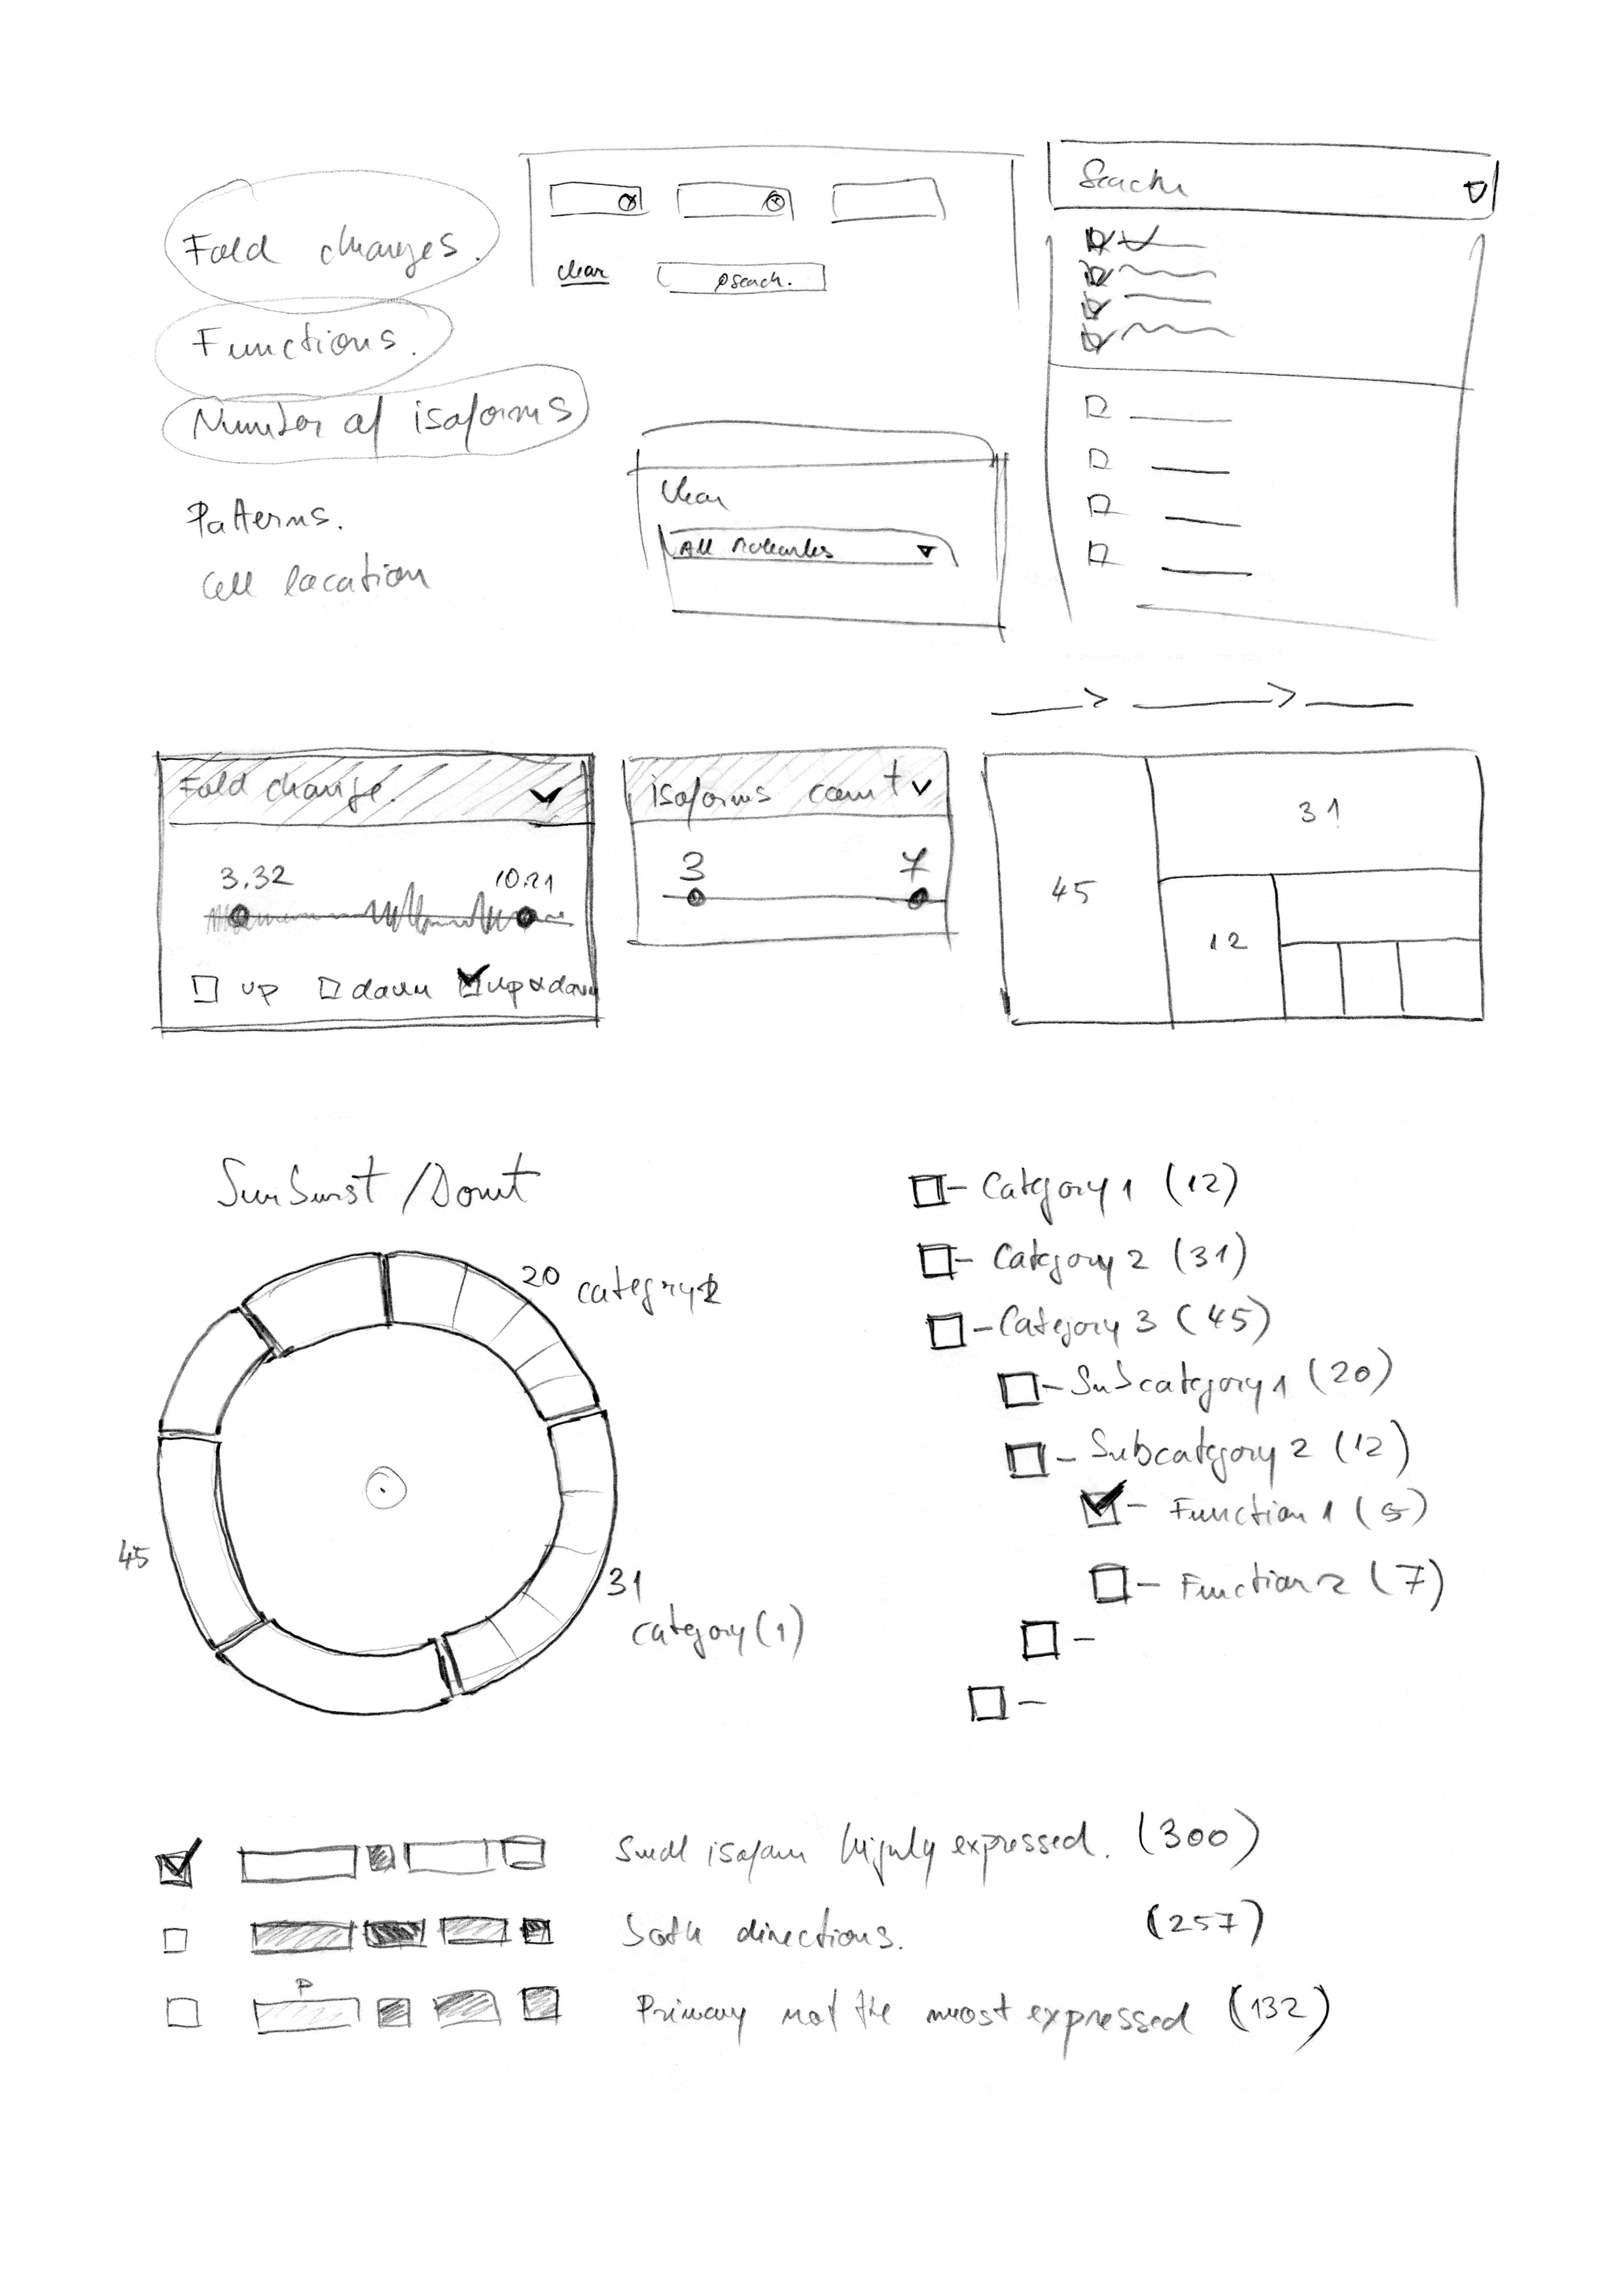 Fold changes.
Functions.
Number of isoforms
Patterns.
Cell location
clear
search.
Search
Clear
All Molecules
Fold change.
3.32
10.21
up
down
up & down
isoforms count
3
7
45
31
12
Sunburst / Donut
20 category 2
45
31
category (1)
Category 1 (12)
Category 2 (31)
Category 3 (45)
Subcategory 1 (20)
Subcategory 2 (12)
Function 1 (5)
Function 2 (7)
Small isoform highly expressed. (300)
both directions. (257)
P
Primary not the most expressed (132)